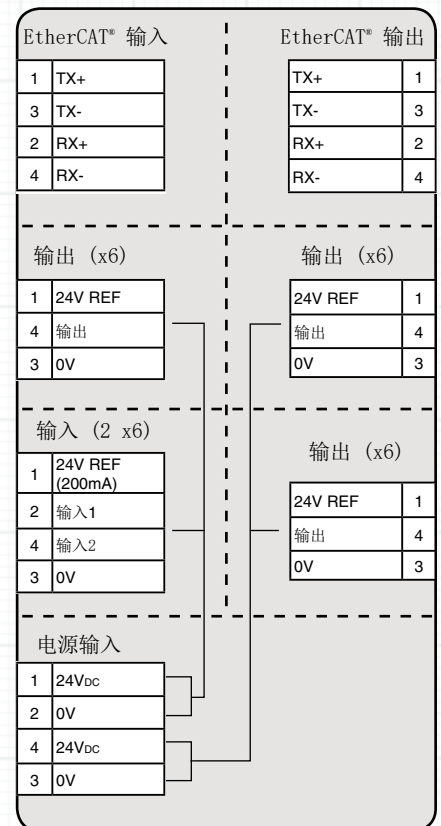 EtherCAT® 输入
1 TX+
3 TX-
2 RX+
4 RX-
EtherCAT® 输出
TX+ 1
TX- 3
RX+ 2
RX- 4
输出 (x6)
1 24V REF
4 输出
3 0V
输出 (x6)
24V REF 1
输出 4
0V 3
输入 (2 x6)
1 24V REF
(200mA)
2 输入1
4 输入2
3 0V
输出 (x6)
24V REF 1
输出 4
0V 3
电源输入
1 24VDC
2 0V
4 24VDC
3 0V